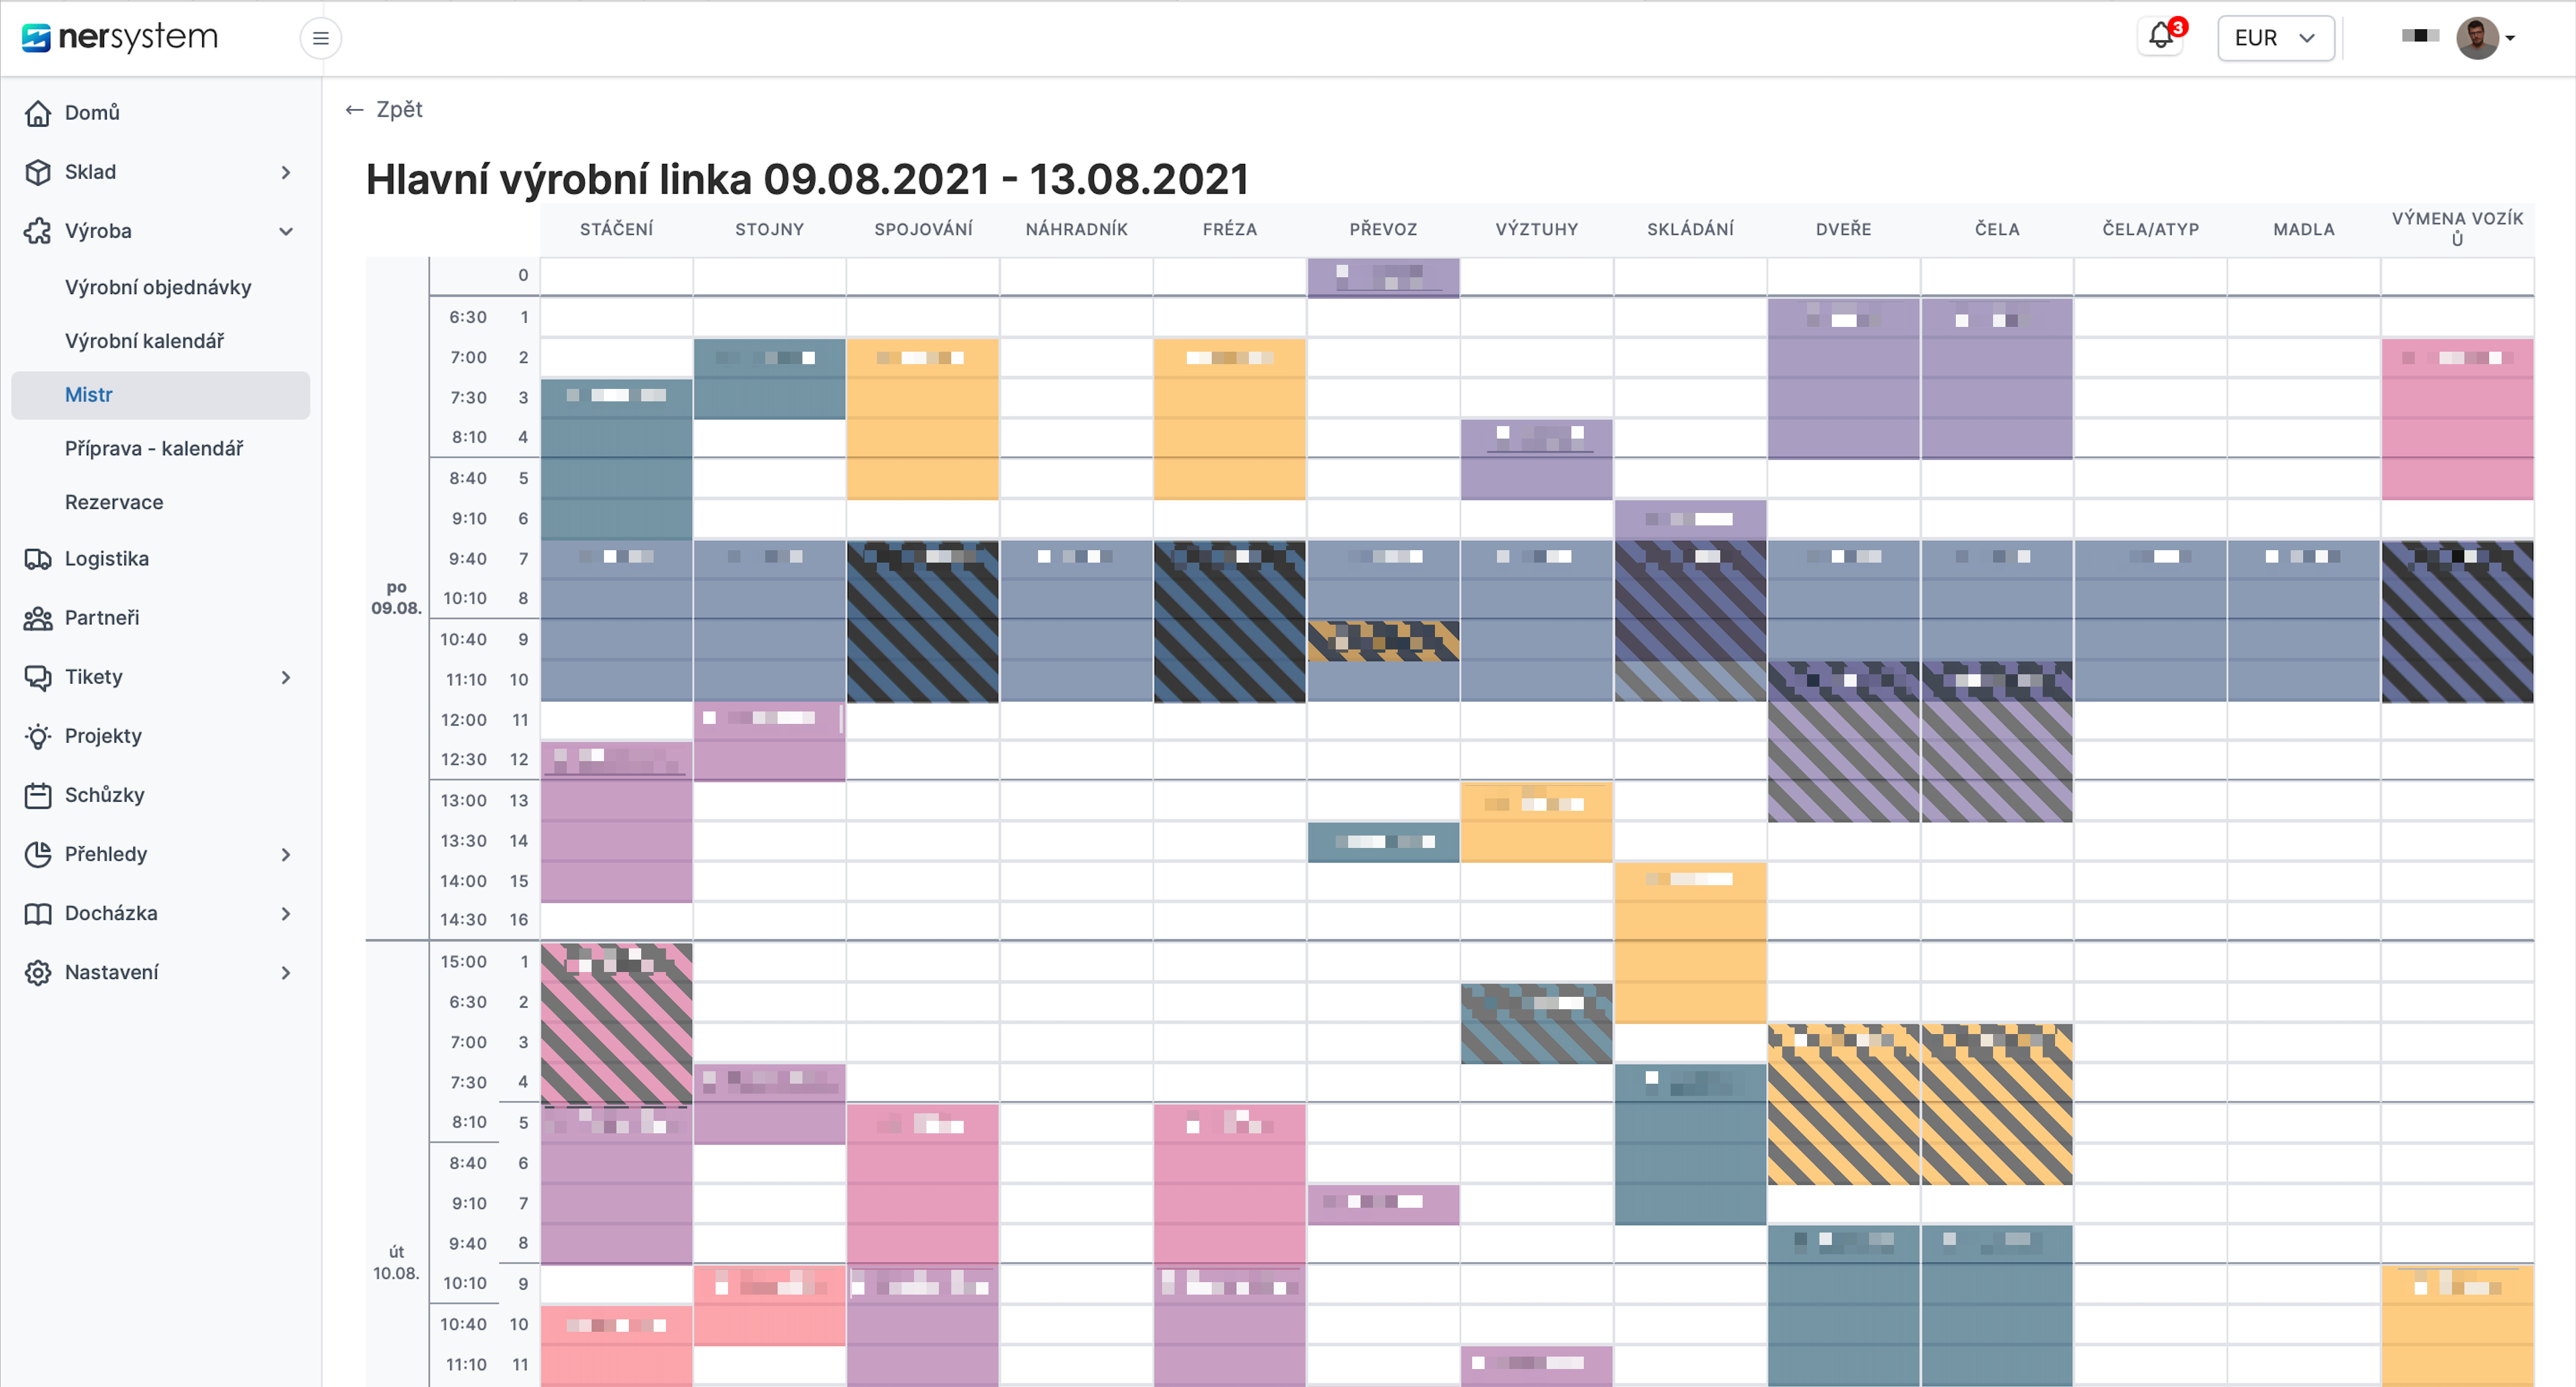 nersystem
3
EUR
Domů
Sklad
Výroba
Výrobní objednávky
Výrobní kalendář
Mistr
Příprava - kalendář
Rezervace
Logistika
Partneři
Tikety
Projekty
Schůzky
Přehledy
Docházka
Nastavení
← Zpět
Hlavní výrobní linka 09.08.2021 - 13.08.2021
STÁČENÍ STOJNY SPOJOVÁNÍ NÁHRADNÍK FRÉZA PŘEVOZ VÝZTUHY SKLÁDÁNÍ DVEŘE ČELA ČELA/ATYP MADLA VÝMENA VOZÍK
Ů
0
6:30 1
7:00 2
7:30 3
8:10 4
8:40 5
9:10 6
9:40 7
po
10:10 8
09.08.
10:40 9
11:10 10
12:00 11
12:30 12
13:00 13
13:30 14
14:00 15
14:30 16
15:00 1
6:30 2
7:00 3
7:30 4
8:10 5
8:40 6
9:10 7
9:40 8
út
10.08.
10:10 9
10:40 10
11:10 11